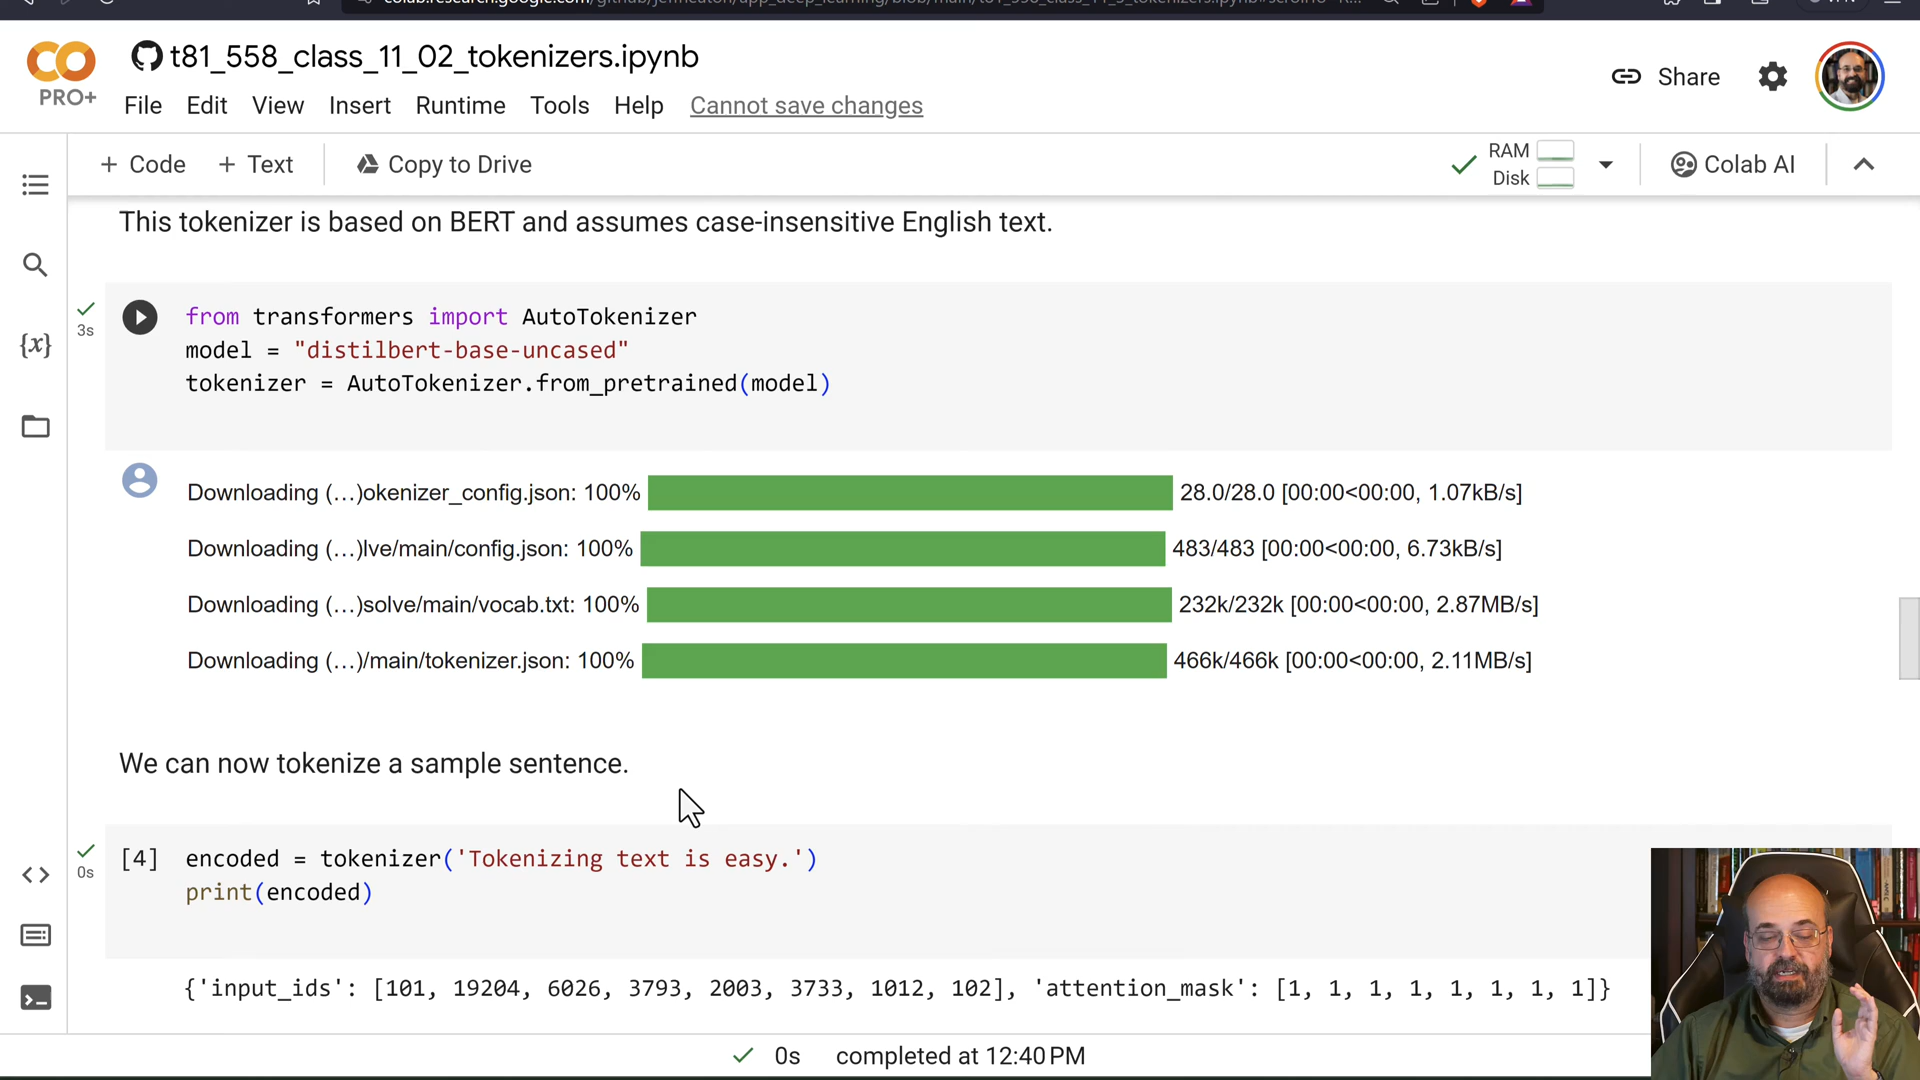 t81_558_class_11_02_tokenizers.ipynb
PRO+
File Edit View Insert Runtime Tools Help Cannot save changes
Share
+ Code + Text Copy to Drive
RAM
Disk
Colab AI
This tokenizer is based on BERT and assumes case-insensitive English text.
3s
from transformers import AutoTokenizer
model = "distilbert-base-uncased"
tokenizer = AutoTokenizer.from_pretrained(model)
{x}
Downloading (…)okenizer_config.json: 100% 28.0/28.0 [00:00<00:00, 1.07kB/s]
Downloading (…)lve/main/config.json: 100% 483/483 [00:00<00:00, 6.73kB/s]
Downloading (…)solve/main/vocab.txt: 100% 232k/232k [00:00<00:00, 2.87MB/s]
Downloading (…)/main/tokenizer.json: 100% 466k/466k [00:00<00:00, 2.11MB/s]
We can now tokenize a sample sentence.
0s
[4] encoded = tokenizer('Tokenizing text is easy.')
print(encoded)
{'input_ids': [101, 19204, 6026, 3793, 2003, 3733, 1012, 102], 'attention_mask': [1, 1, 1, 1, 1, 1, 1, 1]}
0s completed at 12:40 PM